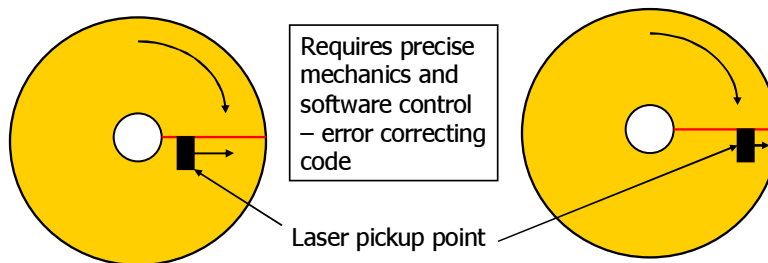 Requires precise
mechanics and
software control
– error correcting
code
Laser pickup point